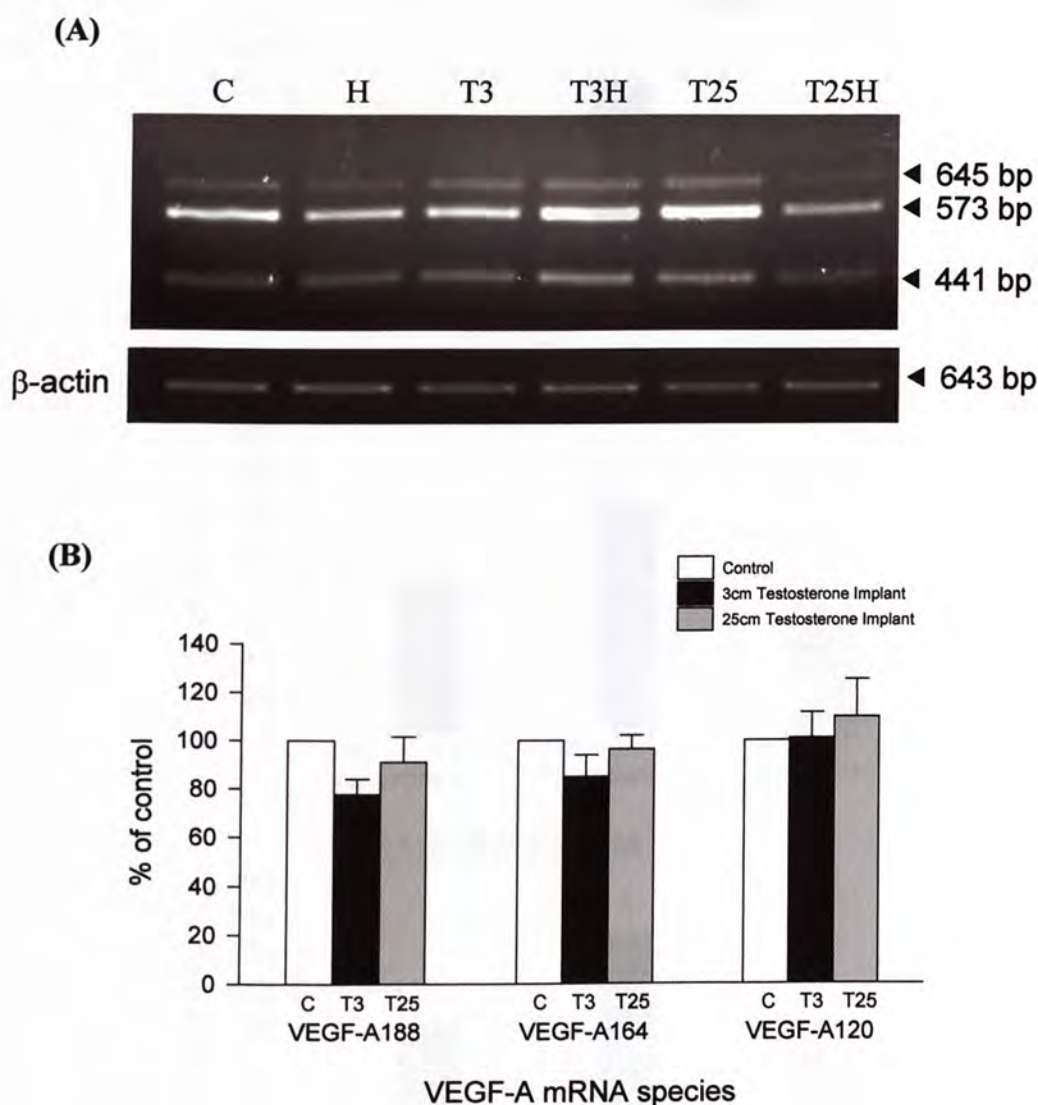 (A)
C H T3 T3H T25 T25H
◄ 645 bp
◄ 573 bp
◄ 441 bp
β-actin ◄ 643 bp
(B)
Control
3cm Testosterone Implant
25cm Testosterone Implant
140
120
100
80
60
40
20
0
% of control
C T3 T25 C T3 T25 C T3 T25
VEGF-A188 VEGF-A164 VEGF-A120
VEGF-A mRNA species